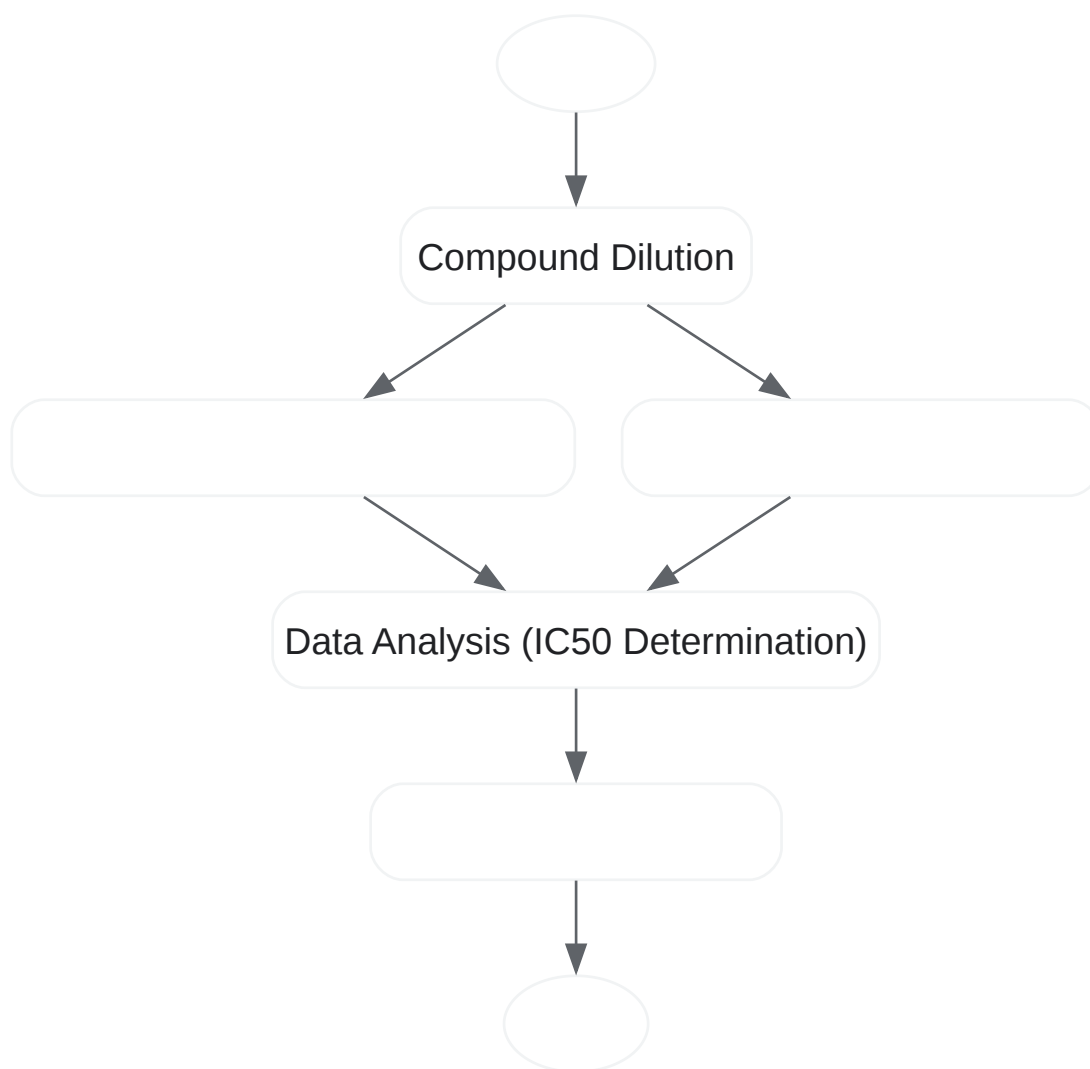 Compound Dilution
Data Analysis (IC50 Determination)